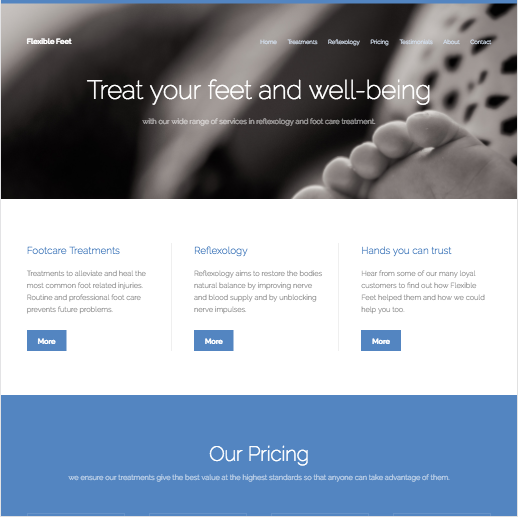 Flexible Feet
Home Treatments Reflexology Pricing Testimonials About Contact
Treat your feet and well-being
with our wide range of services in reflexology and foot care treatment.
Footcare Treatments
Treatments to alleviate and heal the
most common foot related injuries.
Routine and professional foot care
prevents future problems.
More
Reflexology
Reflexology aims to restore the bodies
natural balance by improving nerve
and blood supply and by unblocking
nerve impulses.
More
Hands you can trust
Hear from some of our many loyal
customers to find out how Flexible
Feet helped them and how we could
help you too.
More
Our Pricing
we ensure our treatments give the best value at the highest standards so that anyone can take advantage of them.